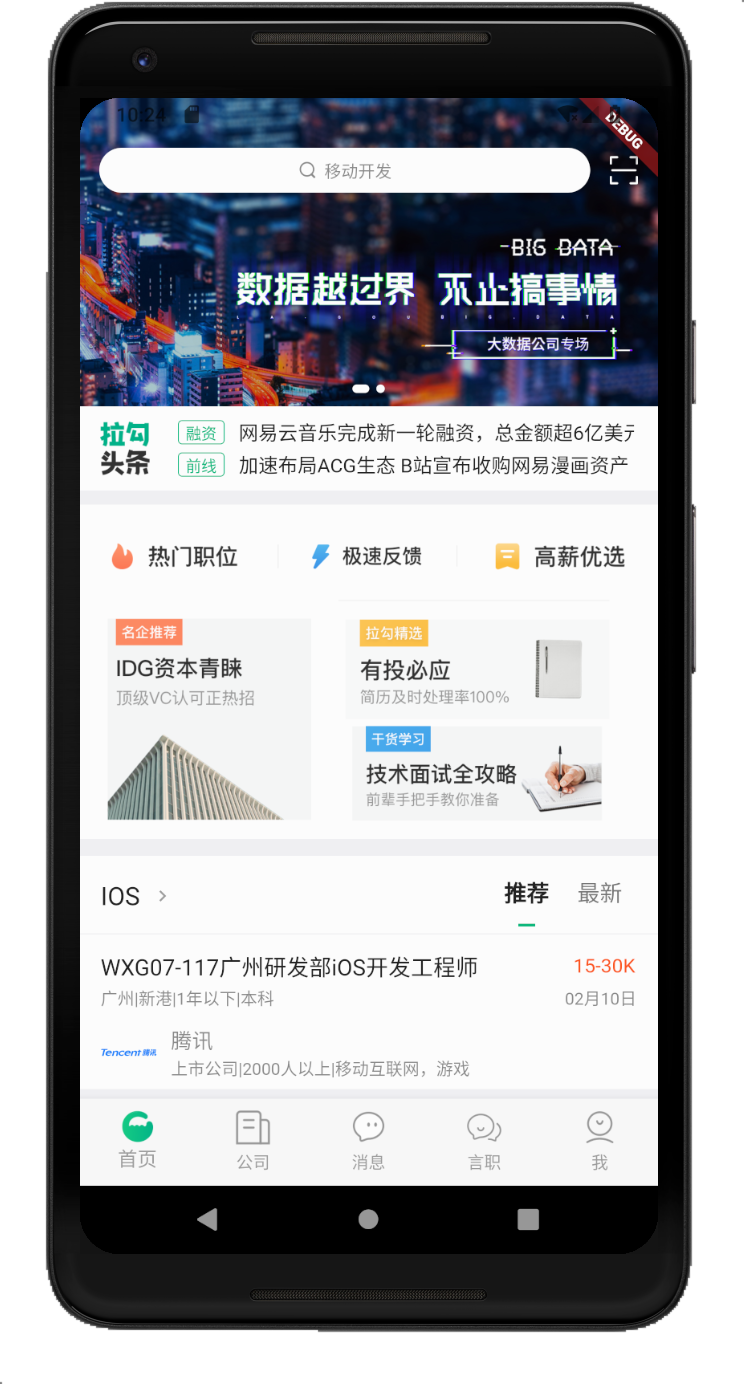 10:24
DEBUG
移动开发
BIG DATA
数据越过界 不止搞事情
LAGOU BIG DATA
大数据公司专场
拉勾
头条
融资 网易云音乐完成新一轮融资，总金额超6亿美元
前线 加速布局ACG生态 B站宣布收购网易漫画资产
热门职位 极速反馈 高薪优选
名企推荐
IDG资本青睐
顶级VC认可正热招
拉勾精选
有投必应
简历及时处理率100%
干货学习
技术面试全攻略
前辈手把手教你准备
IOS > 推荐 最新
WXG07-117广州研发部iOS开发工程师 15-30K
广州|新港|1年以下|本科 02月10日
Tencent 腾讯
腾讯
上市公司|2000人以上|移动互联网，游戏
首页 公司 消息 言职 我